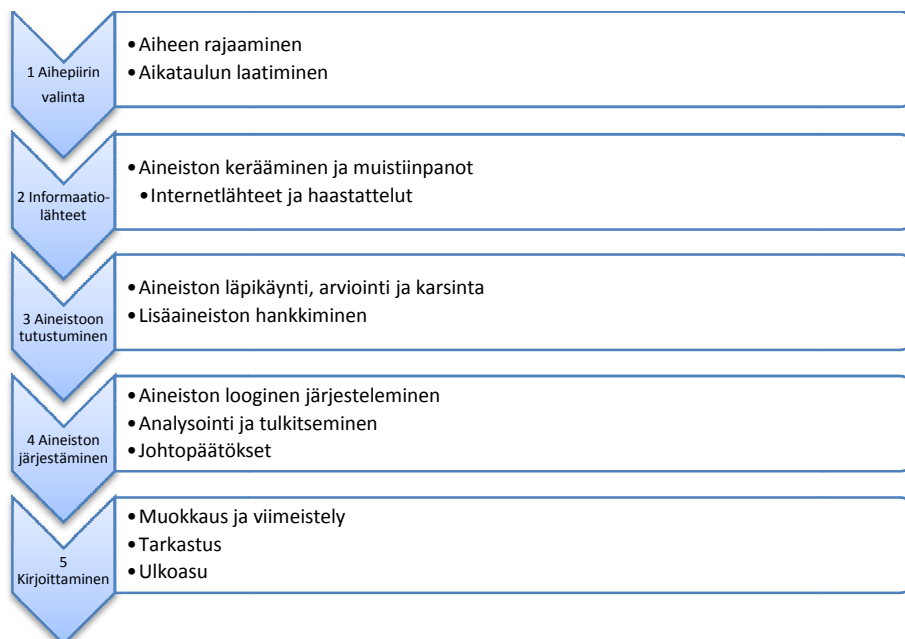 1 Aihepiirin
valinta
•Aiheen rajaaminen
•Aikataulun laatiminen
2 Informaatio-
lähteet
•Aineiston kerääminen ja muistiinpanot
•Internetlähteet ja haastattelut
3 Aineistoon
tutustuminen
•Aineiston läpikäynti, arviointi ja karsinta
•Lisäaineiston hankkiminen
4 Aineiston
järjestäminen
•Aineiston looginen järjesteleminen
•Analysointi ja tulkitseminen
•Johtopäätökset
5
Kirjoittaminen
•Muokkaus ja viimeistely
•Tarkastus
•Ulkoasu